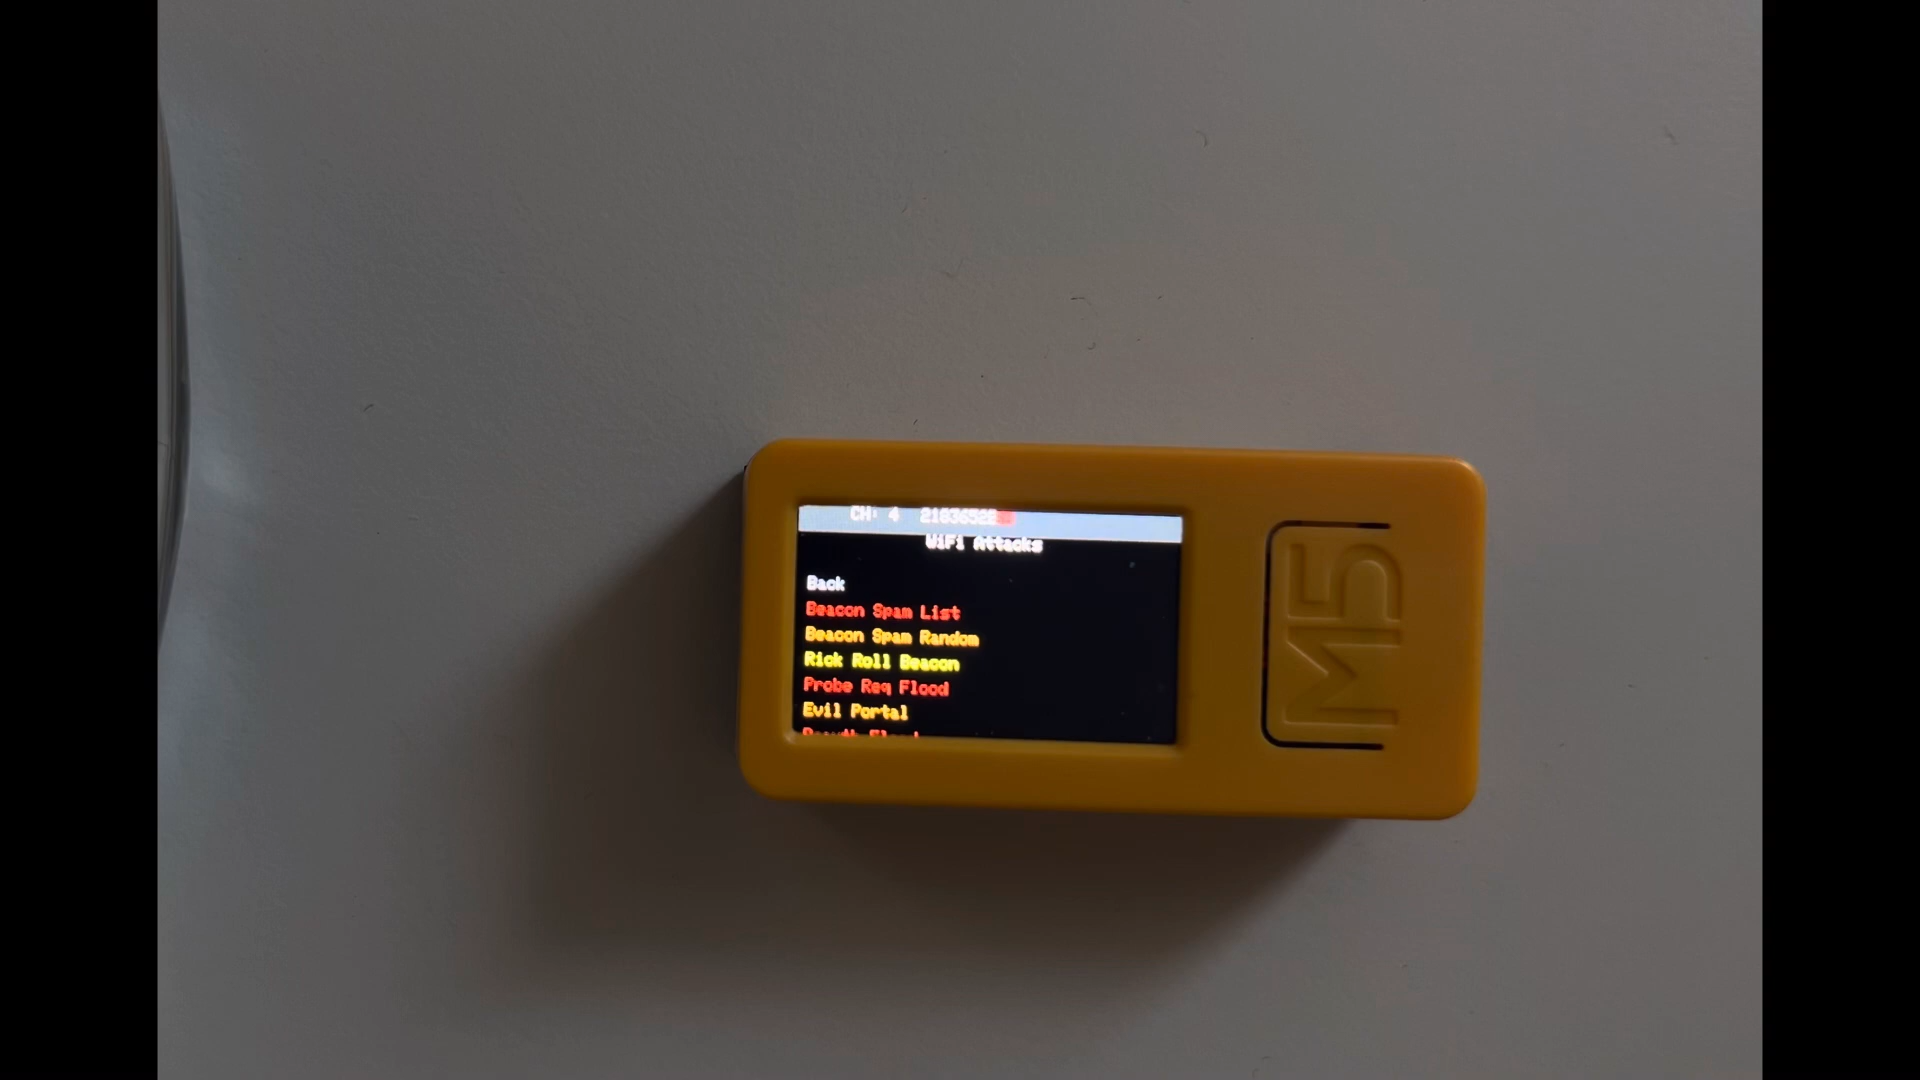 CH: 4
WiFi Attacks
Back
Beacon Spam List
Beacon Spam Random
Rick Roll Beacon
Probe Req Flood
Evil Portal
M5